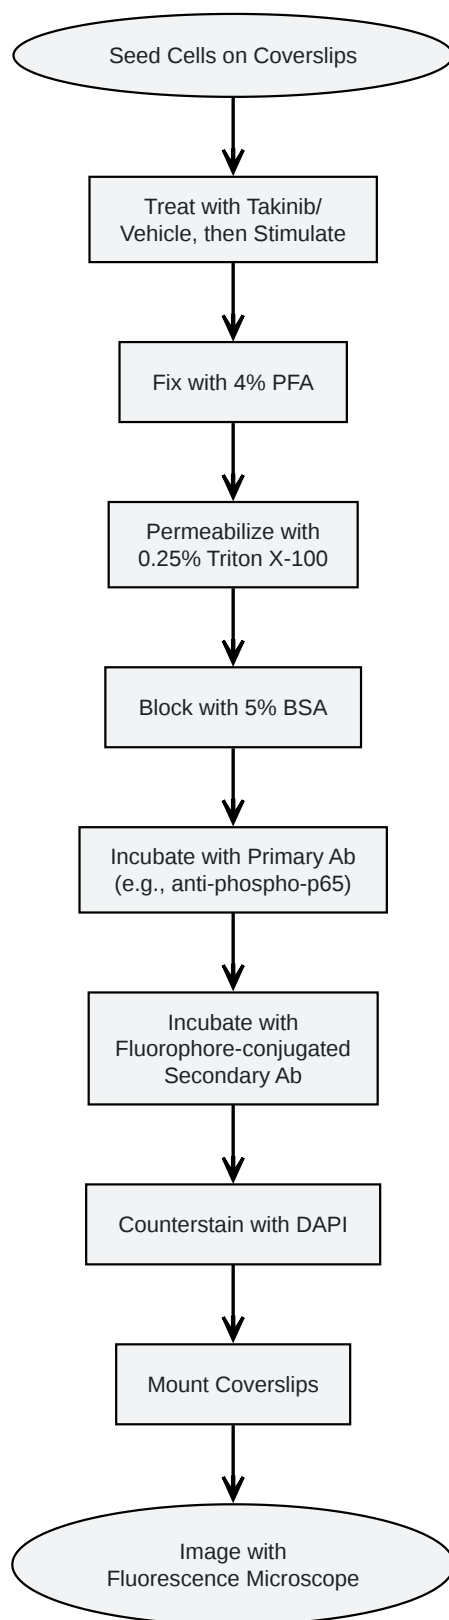 Seed Cells on Coverslips
Treat with Takinib/
Vehicle, then Stimulate
Fix with 4% PFA
Permeabilize with
0.25% Triton X-100
Block with 5% BSA
Incubate with Primary Ab
(e.g., anti-phospho-p65)
Incubate with
Fluorophore-conjugated
Secondary Ab
Counterstain with DAPI
Mount Coverslips
Image with
Fluorescence Microscope